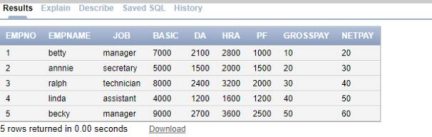 Results Explain Describe Saved SQL History
EMPNO EMPNAME JOB BASIC DA HRA PF GROSSPAY NETPAY
1 betty manager 7000 2100 2800 1000 10 20
2 annnie secretary 5000 1500 2000 1500 20 30
3 ralph technician 8000 2400 3200 2000 30 40
4 linda assistant 4000 1200 1600 1200 40 50
5 becky manager 9000 2700 3600 2500 50 60
5 rows returned in 0.00 seconds Download